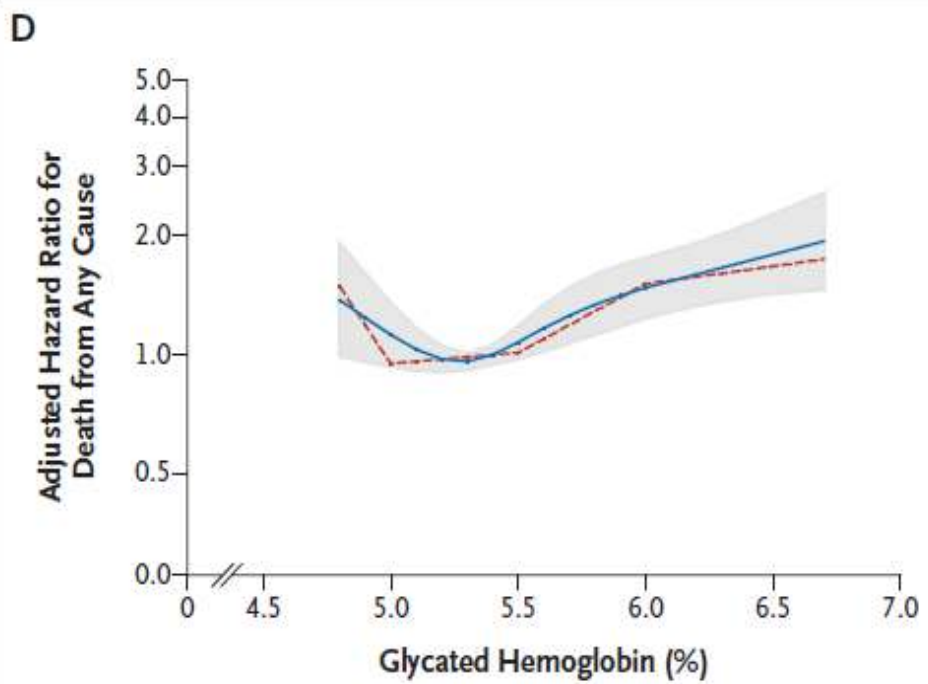 D
Adjusted Hazard Ratio for
Death from Any Cause
5.0
4.0
3.0
2.0
1.0
0.5
0.0
0 4.5 5.0 5.5 6.0 6.5 7.0
Glycated Hemoglobin (%)